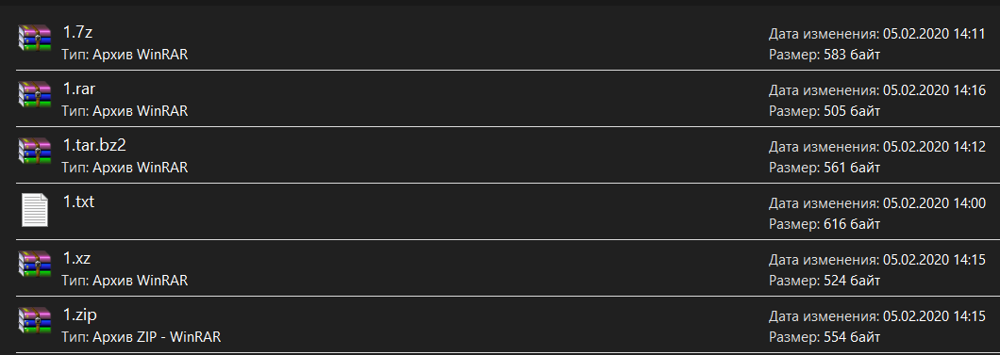 1.7z
Дата изменения: 05.02.2020 14:11
Тип: Архив WinRAR
Размер: 583 байт
1.rar
Дата изменения: 05.02.2020 14:16
Тип: Архив WinRAR
Размер: 505 байт
1.tar.bz2
Дата изменения: 05.02.2020 14:12
Тип: Архив WinRAR
Размер: 561 байт
1.txt
Дата изменения: 05.02.2020 14:00
Размер: 616 байт
1.xz
Дата изменения: 05.02.2020 14:15
Тип: Архив WinRAR
Размер: 524 байт
1.zip
Дата изменения: 05.02.2020 14:15
Тип: Архив ZIP - WinRAR
Размер: 554 байт